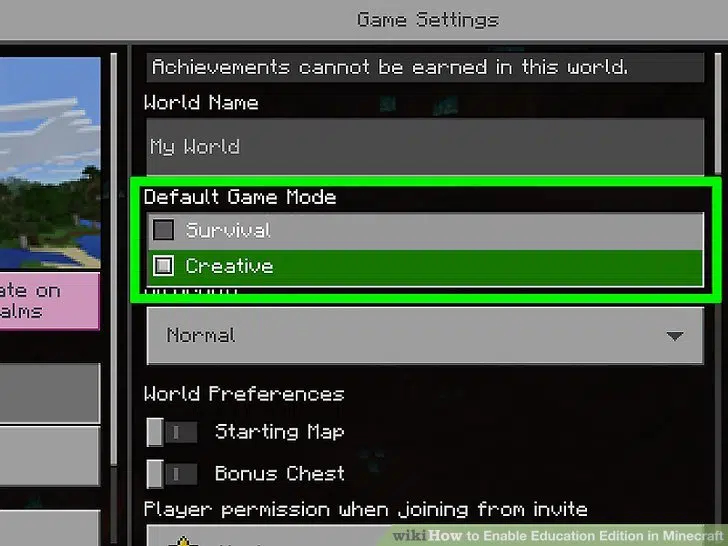 Game Settings
Achievements cannot be earned in this world.
World Name
My World
Default Game Mode
Survival
Creative
ate on
alms
Normal
World Preferences
Starting Map
Bonus Chest
Player permission when joining from invite
wikiHow to Enable Education Edition in Minecraft